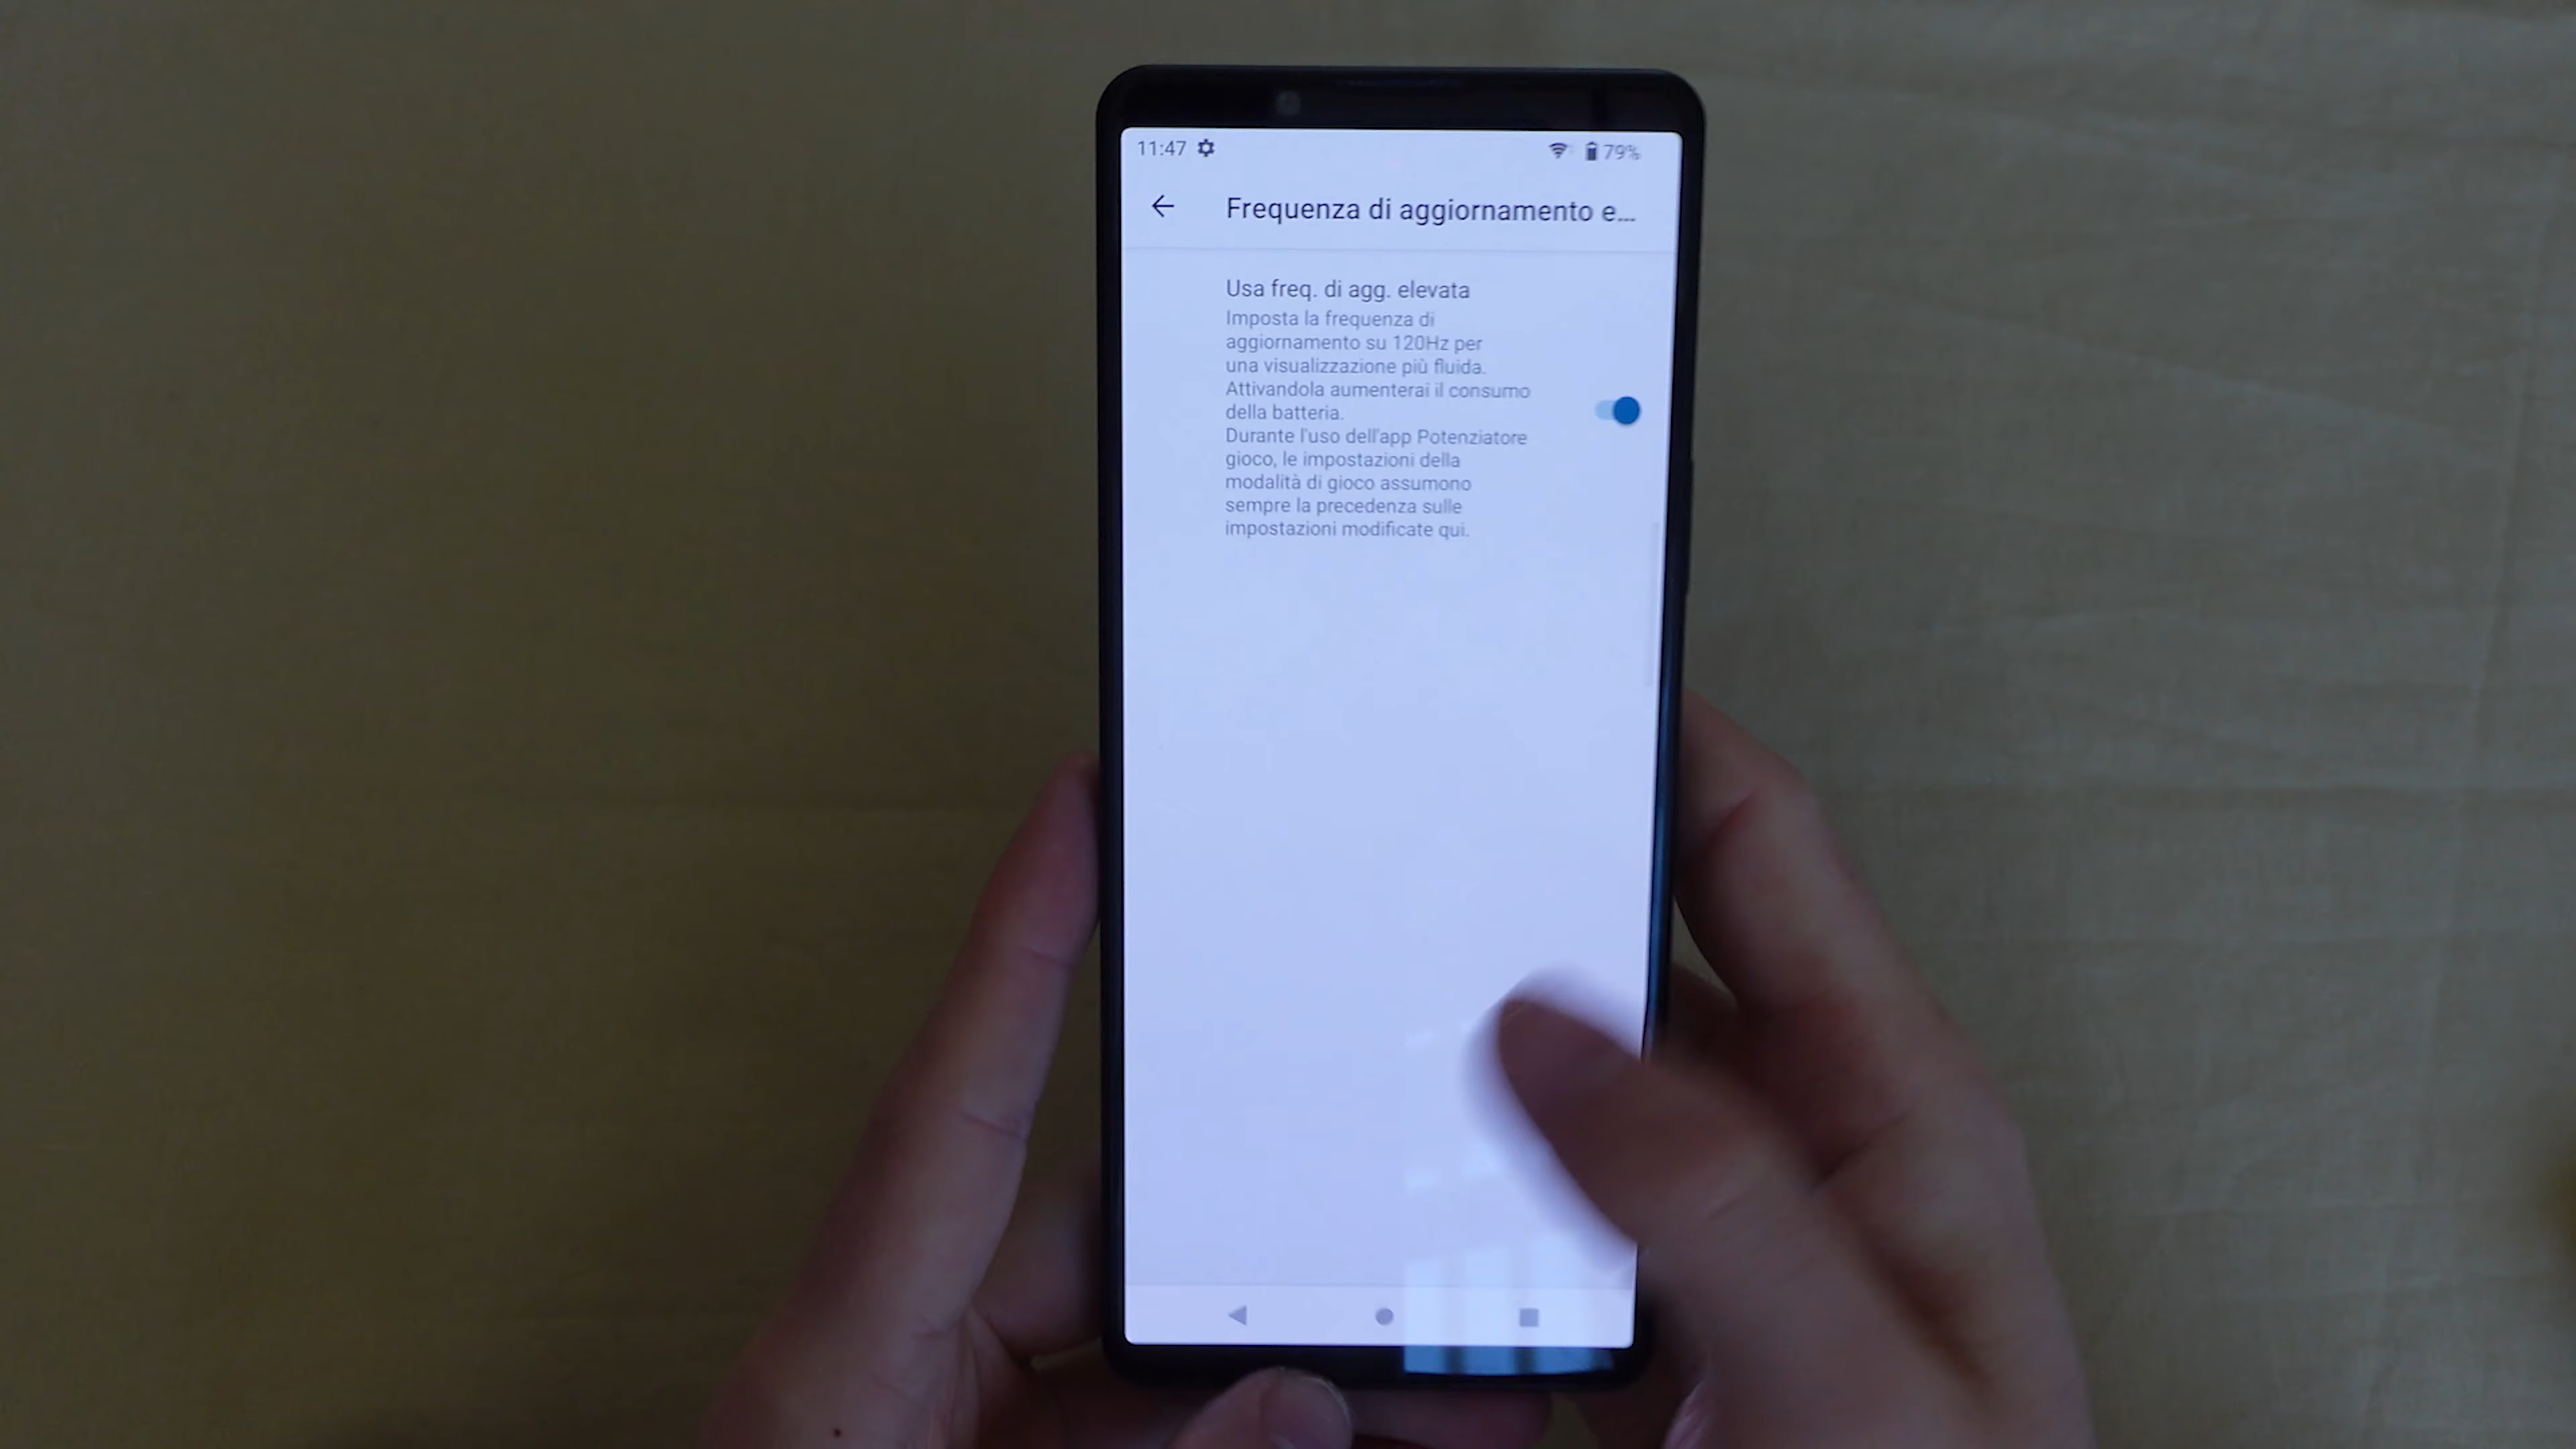 11:47
79%
Frequenza di aggiornamento e...
Usa freq. di agg. elevata
Imposta la frequenza di
aggiornamento su 120Hz per
una visualizzazione più fluida.
Attivandola aumenterai il consumo
della batteria.
Durante l'uso dell'app Potenziatore
gioco, le impostazioni della
modalità di gioco assumono
sempre la precedenza sulle
impostazioni modificate qui.